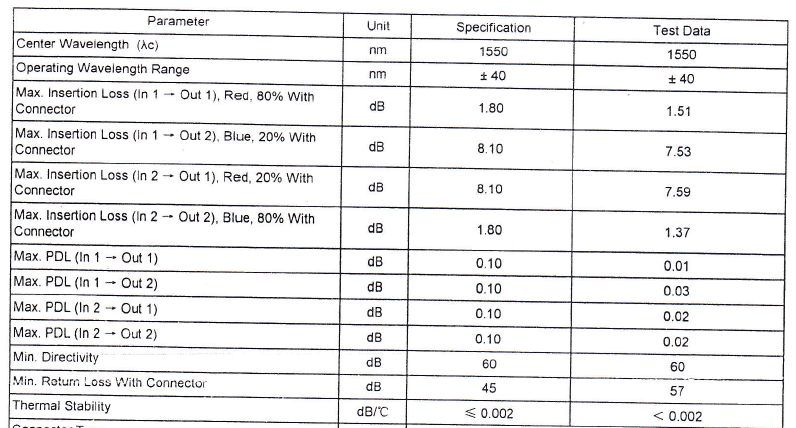 Parameter Unit Specification Test Data
Center Wavelength (λc) nm 1550 1550
Operating Wavelength Range nm ± 40 ± 40
Max. Insertion Loss (In 1 → Out 1), Red, 80% With
Connector dB 1.80 1.51
Max. Insertion Loss (In 1 → Out 2), Blue, 20% With
Connector dB 8.10 7.53
Max. Insertion Loss (In 2 → Out 1), Red, 20% With
Connector dB 8.10 7.59
Max. Insertion Loss (In 2 → Out 2), Blue, 80% With
Connector dB 1.80 1.37
Max. PDL (In 1 → Out 1) dB 0.10 0.01
Max. PDL (In 1 → Out 2) dB 0.10 0.03
Max. PDL (In 2 → Out 1) dB 0.10 0.02
Max. PDL (In 2 → Out 2) dB 0.10 0.02
Min. Directivity dB 60 60
Min. Return Loss With Connector dB 45 57
Thermal Stability dB/℃ ≤ 0.002 < 0.002